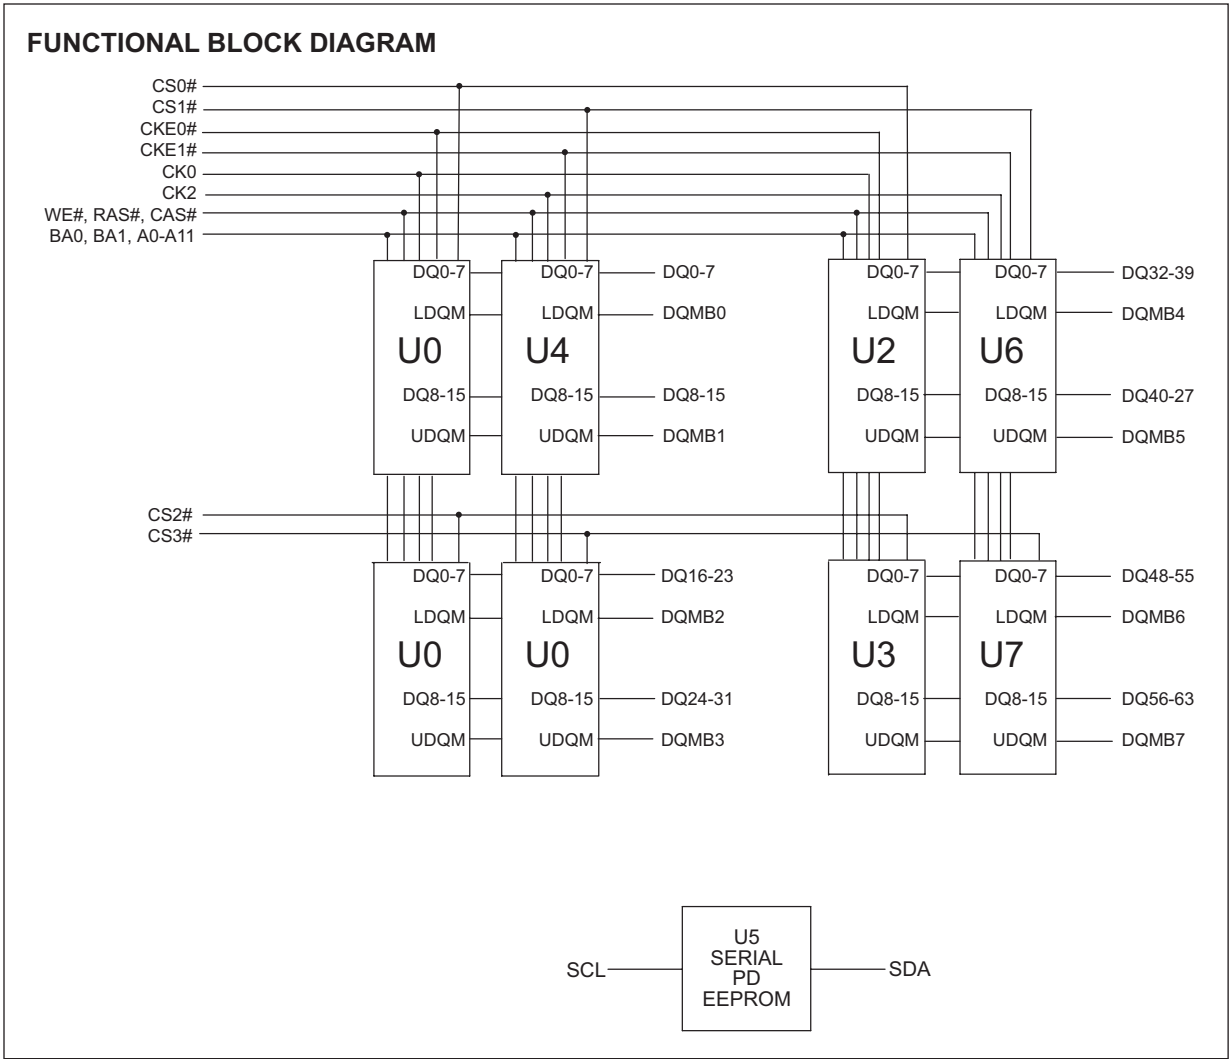 FUNCTIONAL BLOCK DIAGRAM
CS0#
CS1#
CKE0#
CKE1#
CK0
CK2
WE#, RAS#, CAS#
BA0, BA1, A0-A11
DQ0-7 DQ0-7 DQ0-7 DQ0-7 DQ0-7 DQ32-39
LDQM LDQM DQMB0 LDQM LDQM DQMB4
U0 U4 U2 U6
DQ8-15 DQ8-15 DQ8-15 DQ8-15 DQ8-15 DQ40-27
UDQM UDQM DQMB1 UDQM UDQM DQMB5
CS2#
CS3#
DQ0-7 DQ0-7 DQ16-23 DQ0-7 DQ0-7 DQ48-55
LDQM LDQM DQMB2 LDQM LDQM DQMB6
U0 U0 U3 U7
DQ8-15 DQ8-15 DQ24-31 DQ8-15 DQ8-15 DQ56-63
UDQM UDQM DQMB3 UDQM UDQM DQMB7
U5
SERIAL
PD
EEPROM
SCL SDA